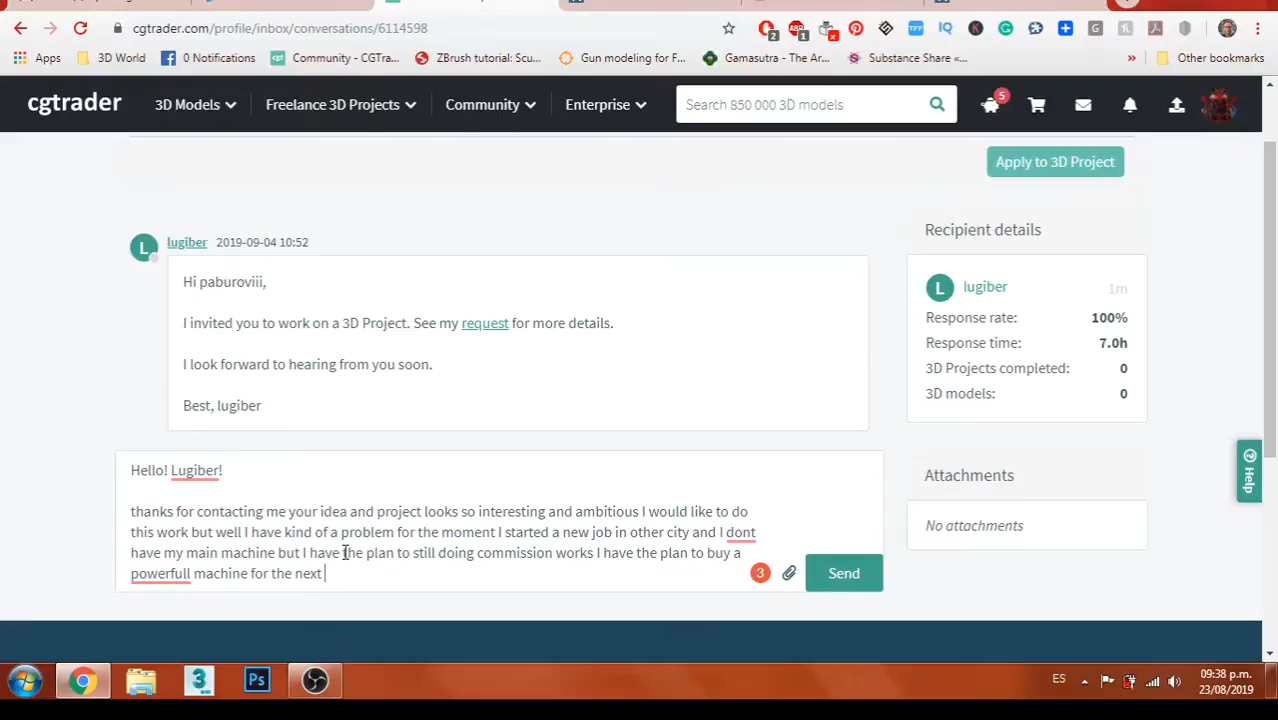 cgtrader.com/profile/inbox/conversations/6114598
2
1
TFF
IQ
K
G
Apps
3D World
0 Notifications
cgt
Community - CGTra...
ZBrush tutorial: Scu...
Gun modeling for F...
Gamasutra - The Ar...
Substance Share «...
»
Other bookmarks
cgtrader
3D Models
Freelance 3D Projects
Community
Enterprise
Search 850 000 3D models
5
Apply to 3D Project
L
lugiber
2019-09-04 10:52
Hi paburoviii,
I invited you to work on a 3D Project. See my request for more details.
I look forward to hearing from you soon.
Best, lugiber
Recipient details
L
lugiber
1m
Response rate:
100%
Response time:
7.0h
3D Projects completed:
0
3D models:
0
Hello! Lugiber!
thanks for contacting me your idea and project looks so interesting and ambitious I would like to do
this work but well I have kind of a problem for the moment I started a new job in other city and I dont
have my main machine but I have the plan to still doing commission works I have the plan to buy a
powerfull machine for the next
3
Send
Attachments
No attachments
Help
3
Ps
ES
09:38 p.m.
23/08/2019